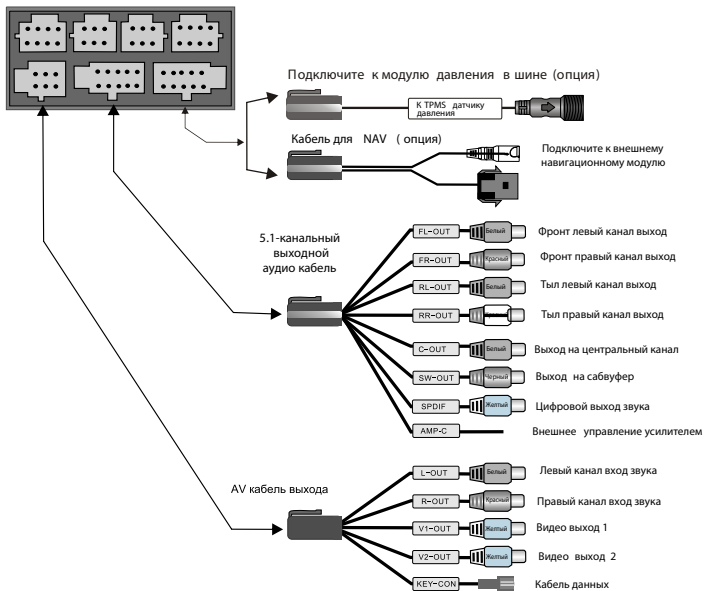 Подключите к модулю давления в шине (опция)
К TPMS датчику
давления
Кабель для NAV (опция)
Подключите к внешнему
навигационному модулю
5.1-канальный
выходной
аудио кабель
FL-OUT Белый Фронт левый канал выход
FR-OUT Красный Фронт правый канал выход
RL-OUT Белый Тыл левый канал выход
RR-OUT Тыл правый канал выход
C-OUT Белый Выход на центральный канал
SW-OUT Черный Выход на сабвуфер
SPDIF Желтый Цифровой выход звука
AMP-C Внешнее управление усилителем
AV кабель выхода
L-OUT Белый Левый канал вход звука
R-OUT Красный Правый канал вход звука
V1-OUT Желтый Видео выход 1
V2-OUT Желтый Видео выход 2
KEY-CON Кабель данных